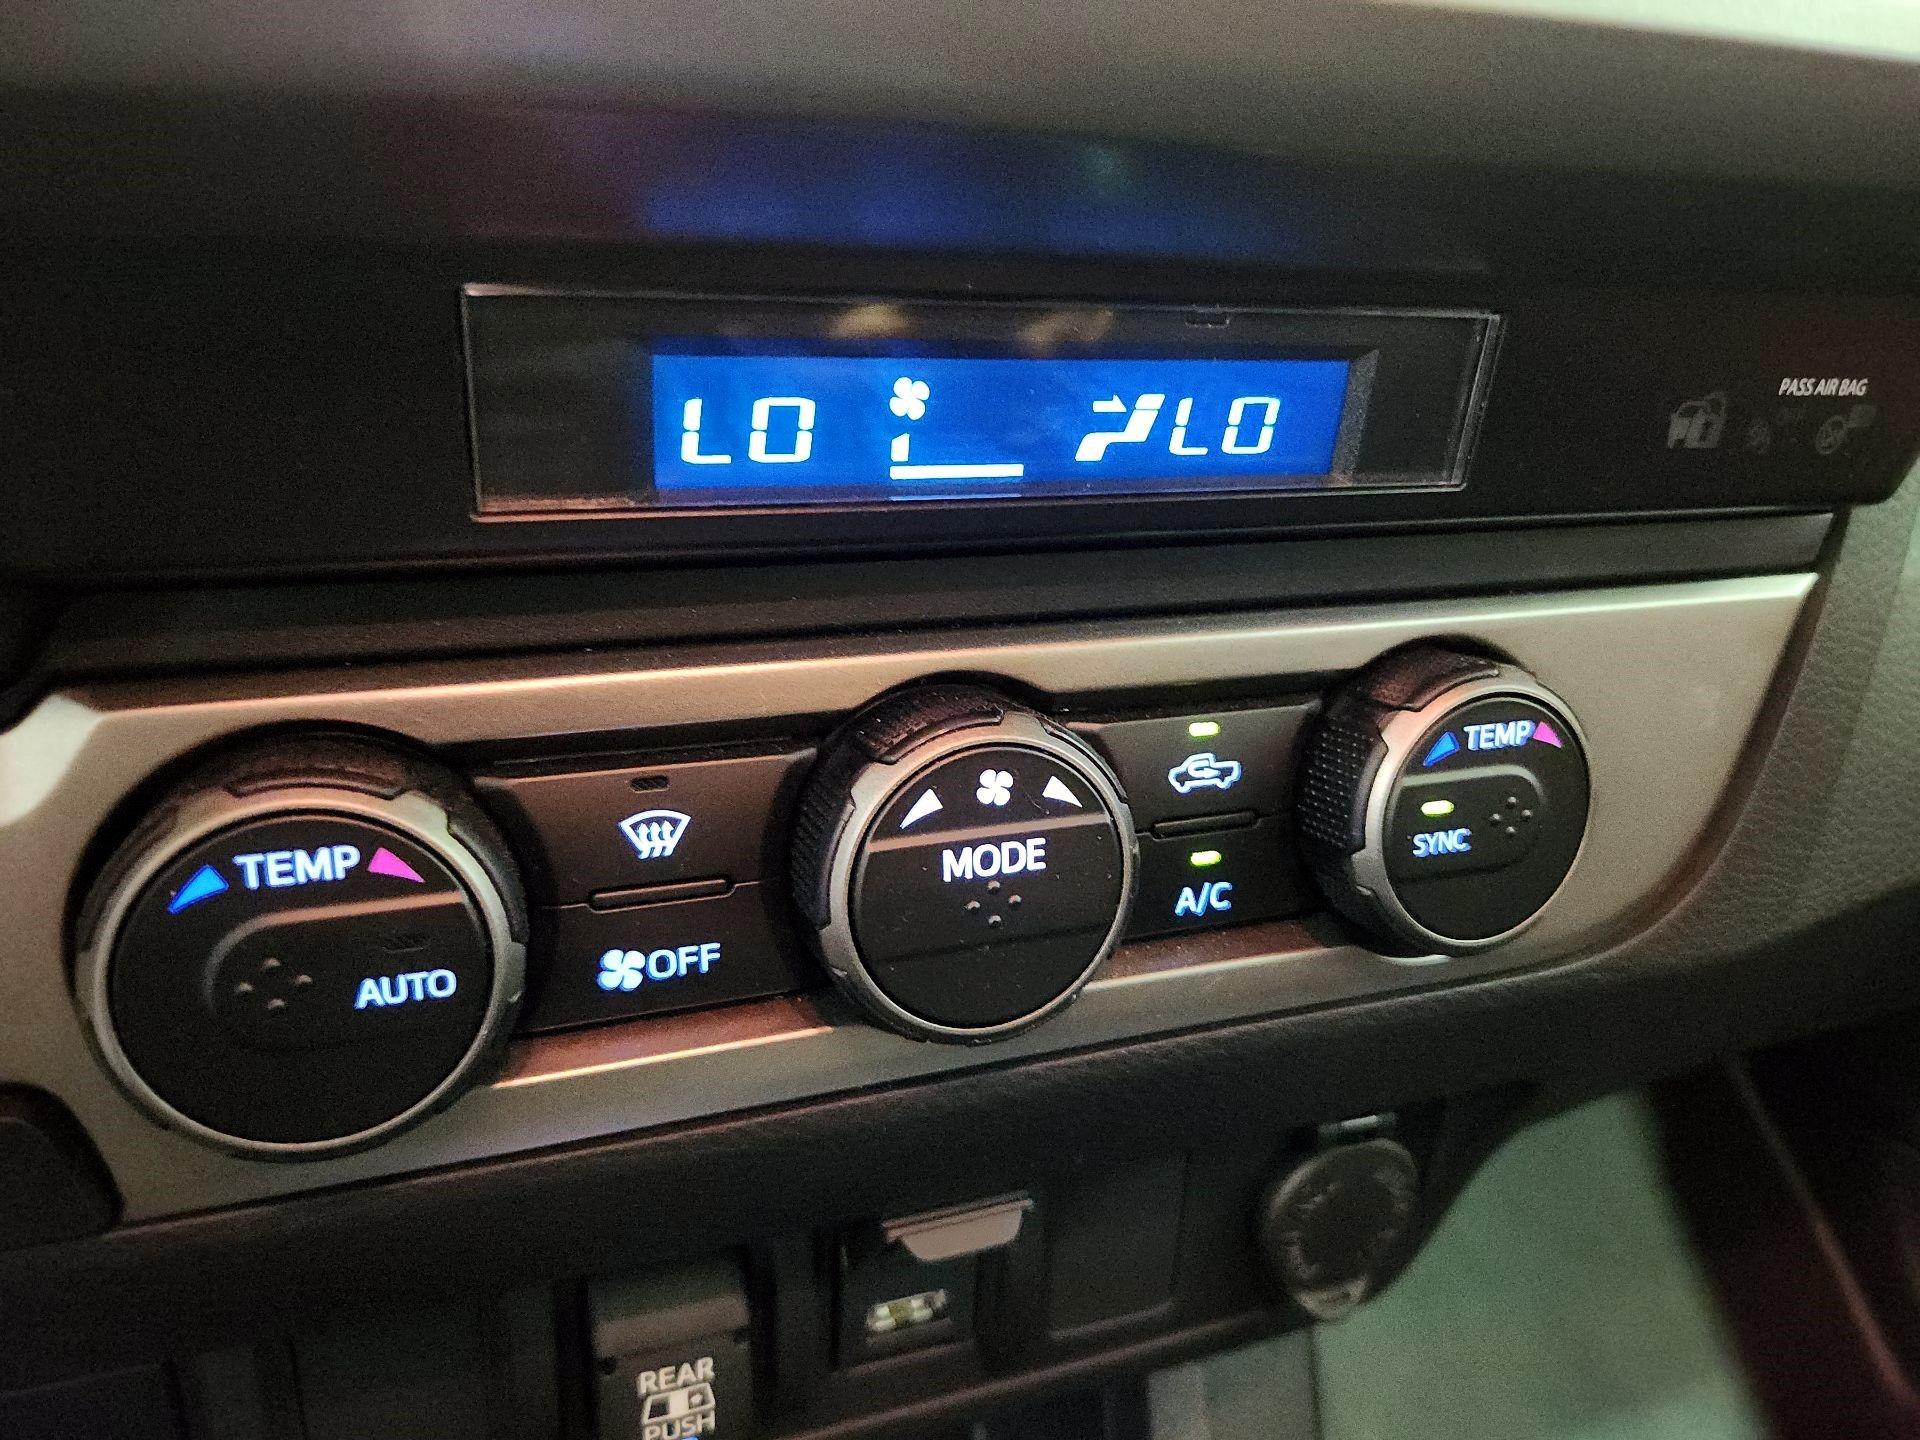 LO
LO
PASS AIR BAG
TEMP
AUTO
OFF
MODE
A/C
TEMP
SYNC
REAR
PUSH